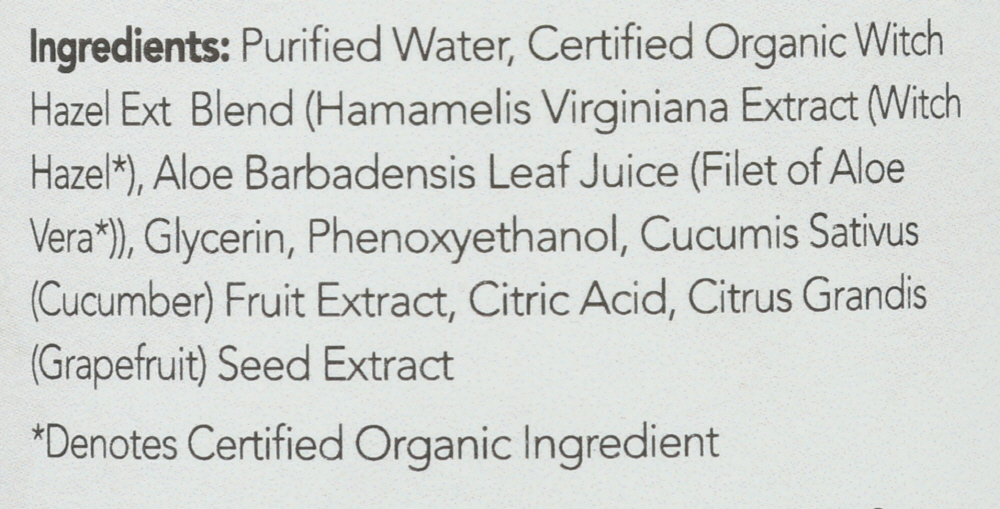 Ingredients: Purified Water, Certified Organic Witch
Hazel Ext Blend (Hamamelis Virginiana Extract (Witch
Hazel*), Aloe Barbadensis Leaf Juice (Filet of Aloe
Vera*)), Glycerin, Phenoxyethanol, Cucumis Sativus
(Cucumber) Fruit Extract, Citric Acid, Citrus Grandis
(Grapefruit) Seed Extract
*Denotes Certified Organic Ingredient